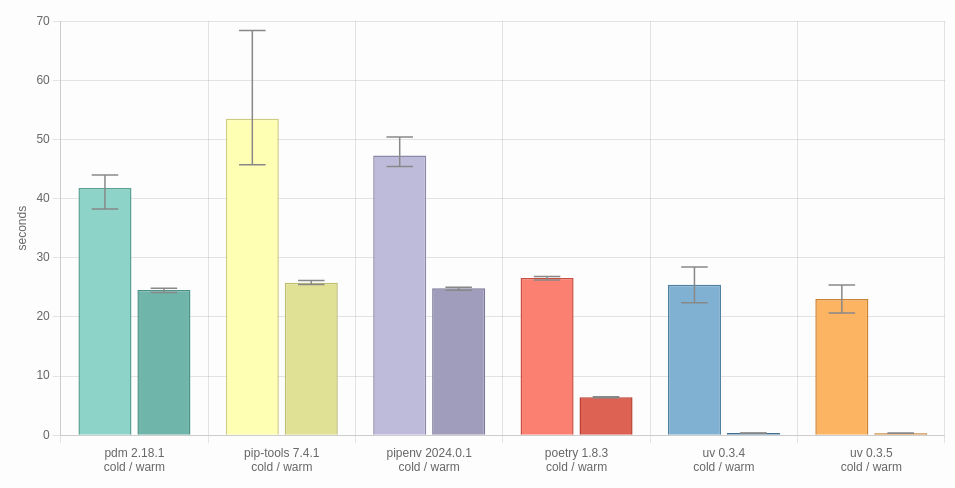 70
60
50
40
30
20
10
0
seconds
pdm 2.18.1
cold / warm
pip-tools 7.4.1
cold / warm
pipenv 2024.0.1
cold / warm
poetry 1.8.3
cold / warm
uv 0.3.4
cold / warm
uv 0.3.5
cold / warm